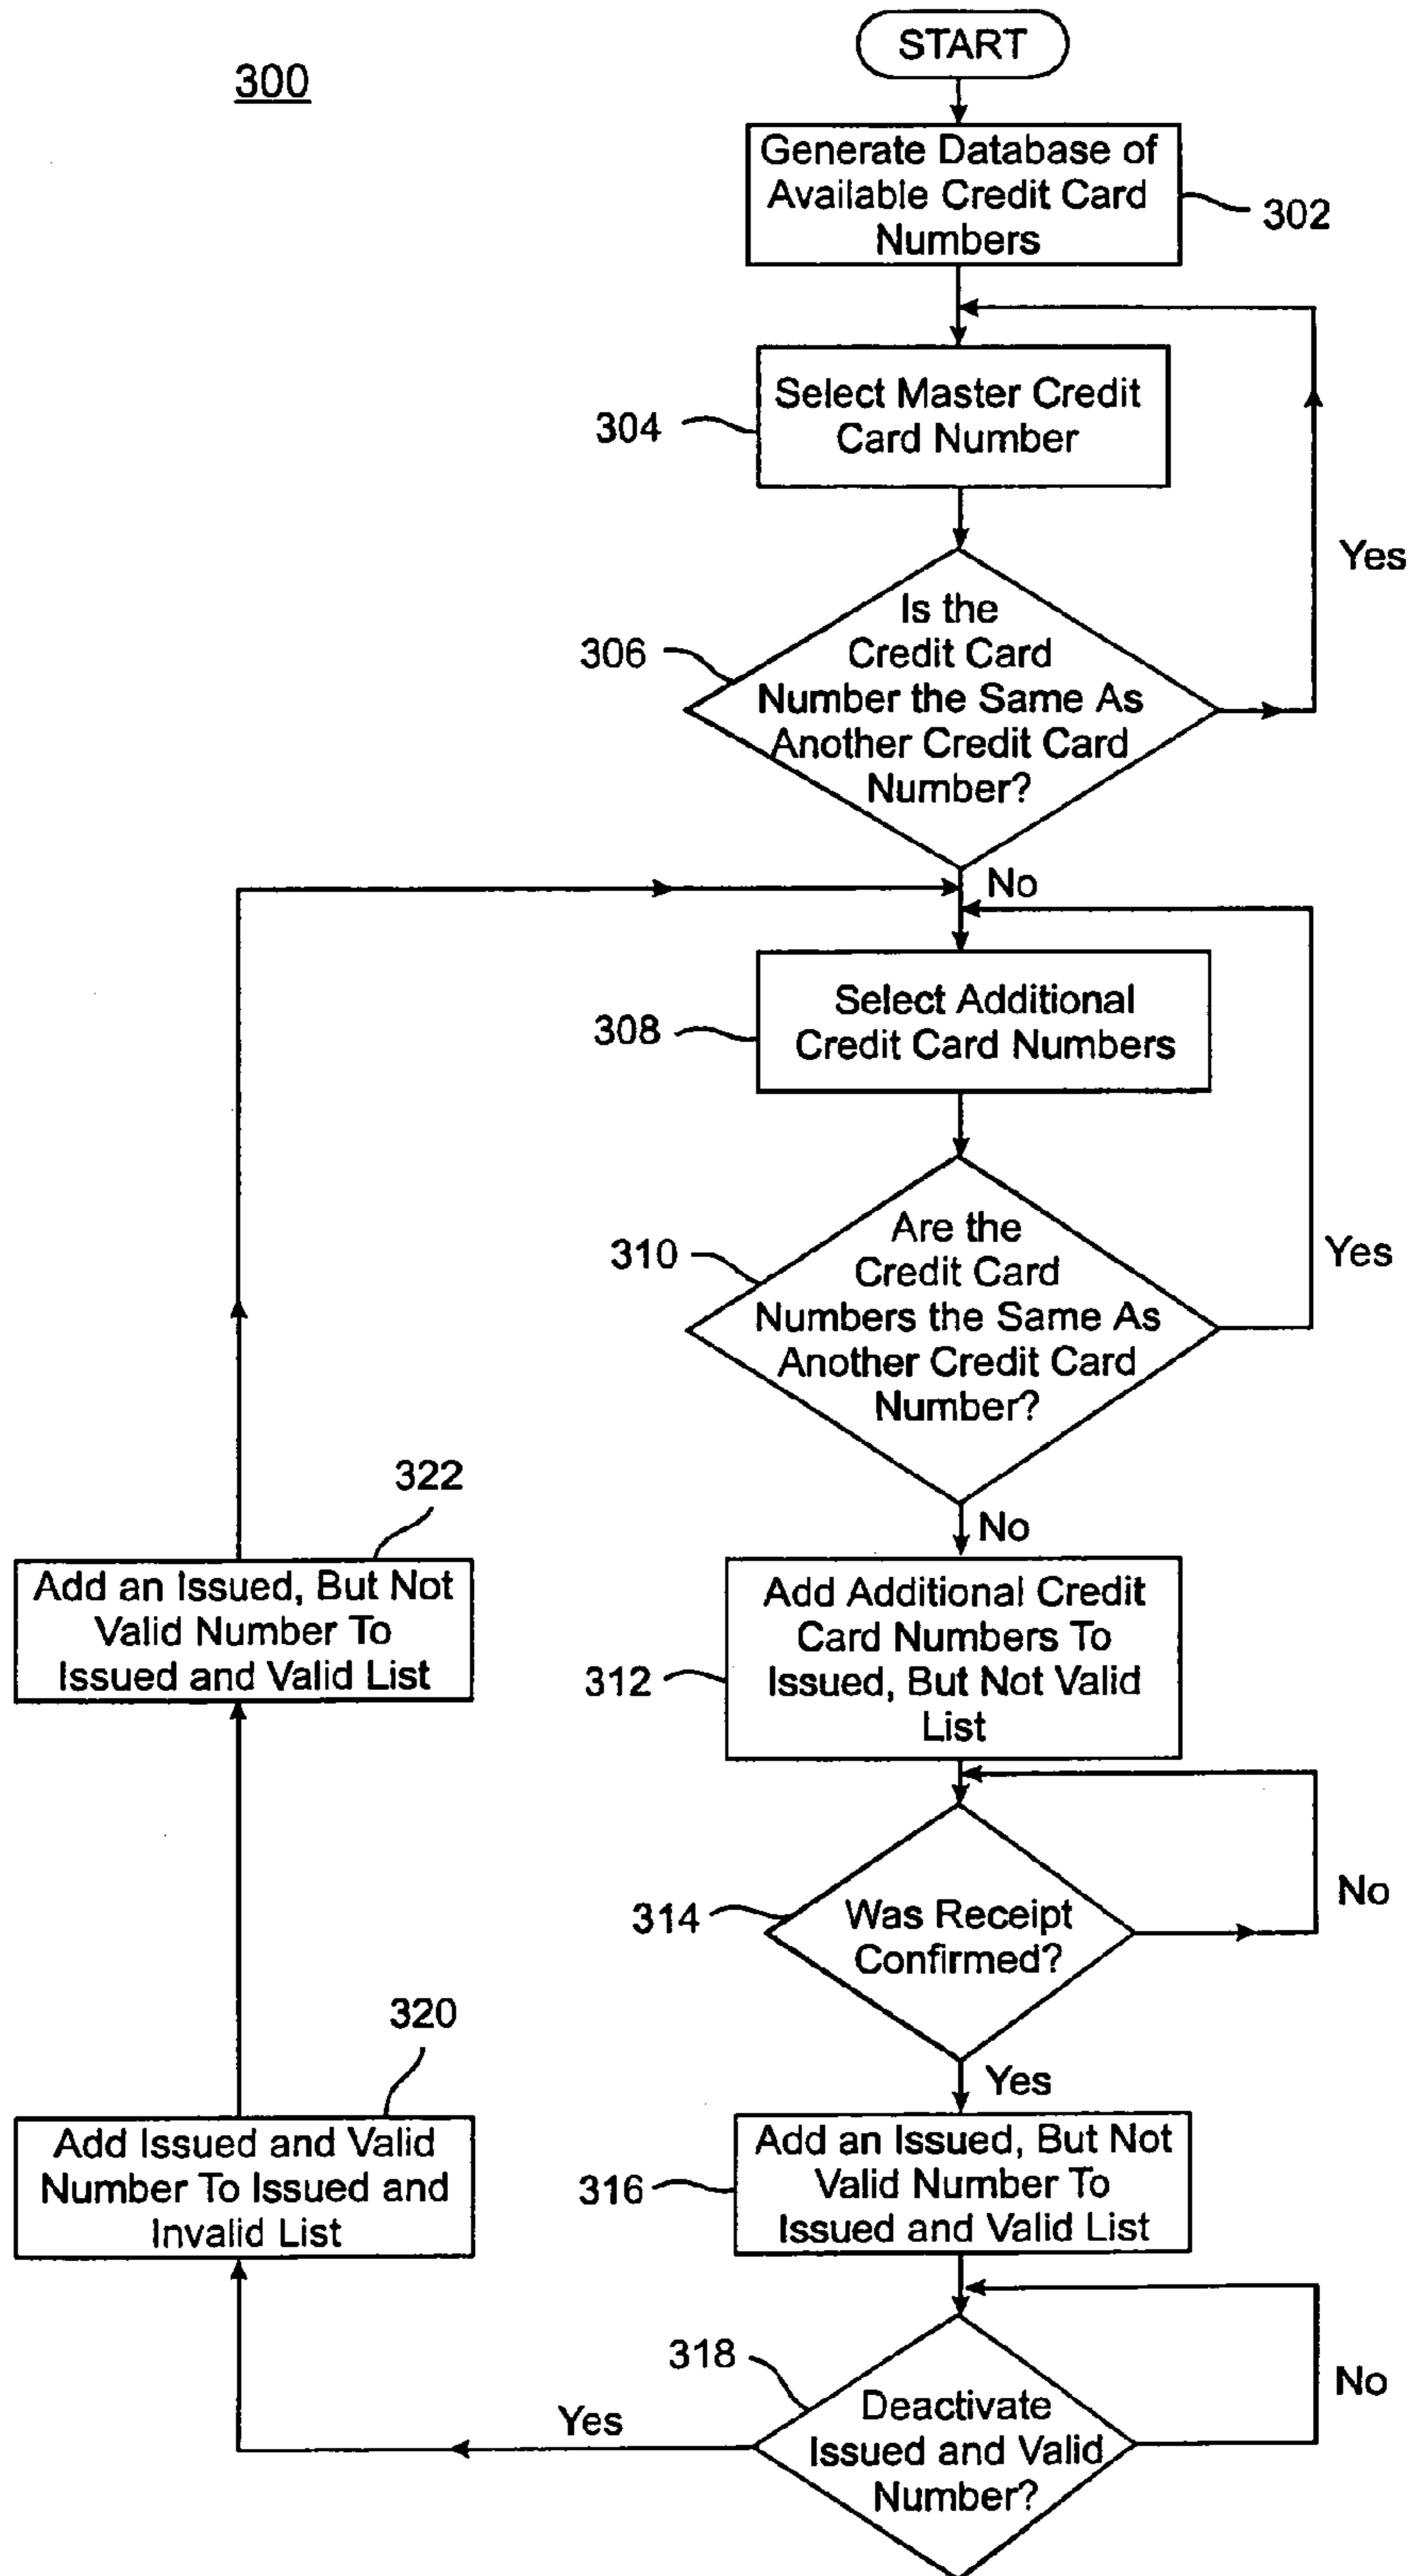 300
START
Generate Database of
Available Credit Card
Numbers
302
Select Master Credit
Card Number
304
Yes
Is the
Credit Card
Number the Same As
Another Credit Card
Number?
306
No
Select Additional
Credit Card Numbers
308
Are the
Credit Card
Numbers the Same As
Another Credit Card
Number?
310
Yes
No
322
Add an Issued, But Not
Valid Number To
Issued and Valid List
Add Additional Credit
Card Numbers To
Issued, But Not Valid
List
312
Was Receipt
Confirmed?
314
No
Yes
320
Add Issued and Valid
Number To Issued and
Invalid List
Add an Issued, But Not
Valid Number To
Issued and Valid List
316
318
Deactivate
Issued and Valid
Number?
No
Yes